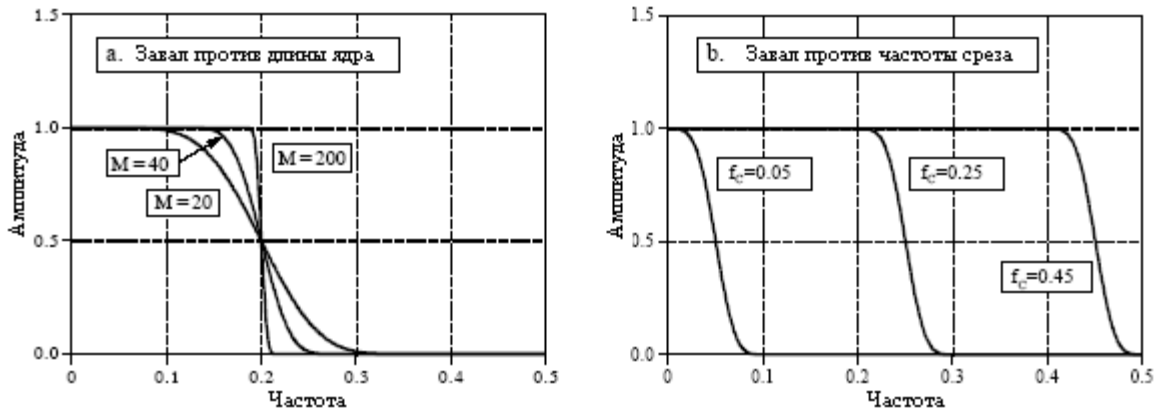 1.5
a. Завал против длины ядра
1.0
M = 40
M = 200
M = 20
Амплитуда
0.5
0.0
0 0.1 0.2 0.3 0.4 0.5
Частота
1.5
b. Завал против частоты среза
1.0
fC=0.05
fC=0.25
Амплитуда
0.5
fC=0.45
0.0
0 0.1 0.2 0.3 0.4 0.5
Частота